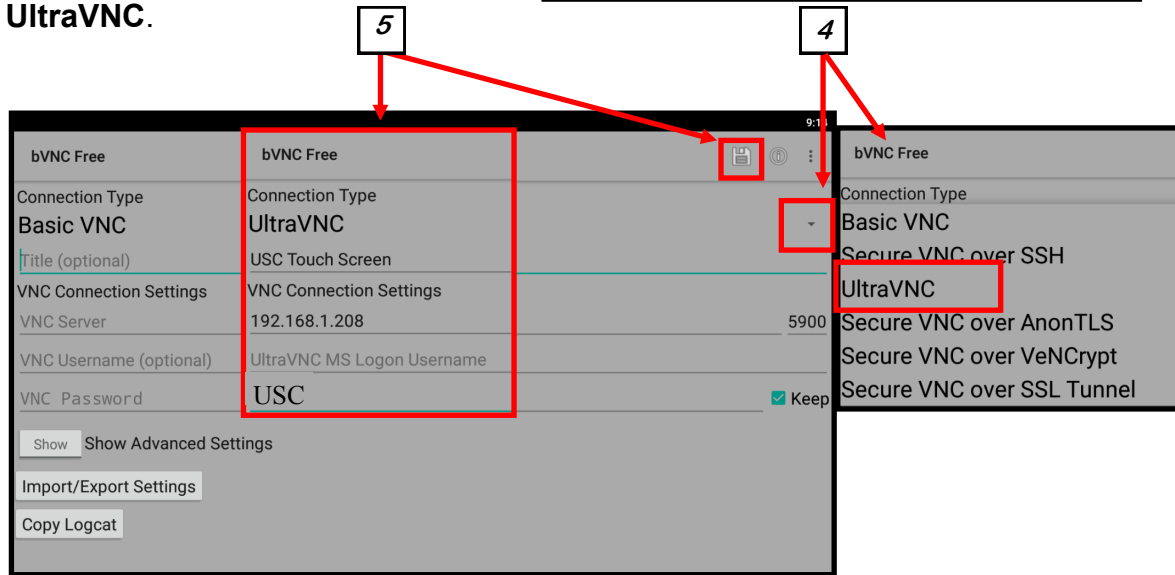 UltraVNC.
5
4
9:14
bVNC Free
Connection Type
Basic VNC
Title (optional)
VNC Connection Settings
VNC Server
VNC Username (optional)
VNC Password
bVNC Free
Connection Type
UltraVNC
USC Touch Screen
VNC Connection Settings
192.168.1.208
5900
UltraVNC MS Logon Username
USC
Keep
Show
Show Advanced Settings
Import/Export Settings
Copy Logcat
bVNC Free
Connection Type
Basic VNC
Secure VNC over SSH
UltraVNC
Secure VNC over AnonTLS
Secure VNC over VeNCrypt
Secure VNC over SSL Tunnel